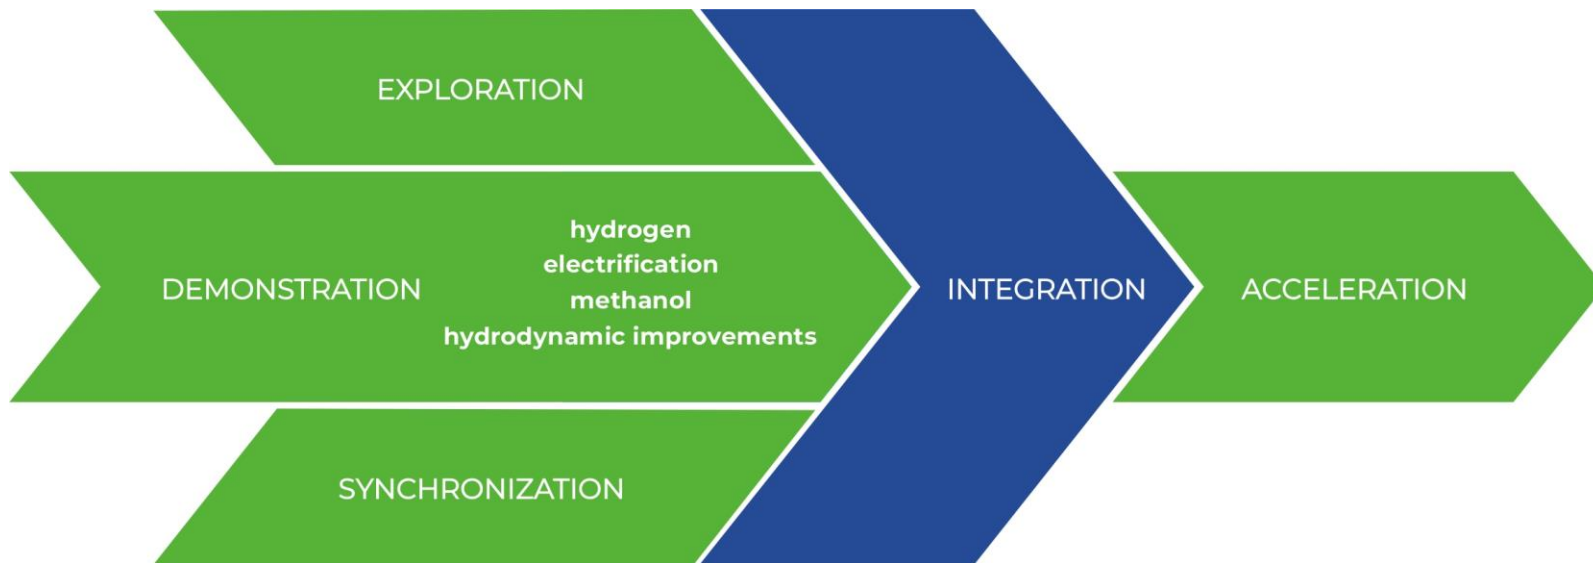 EXPLORATION
DEMONSTRATION
hydrogen
electrification
methanol
hydrodynamic improvements
INTEGRATION
ACCELERATION
SYNCHRONIZATION